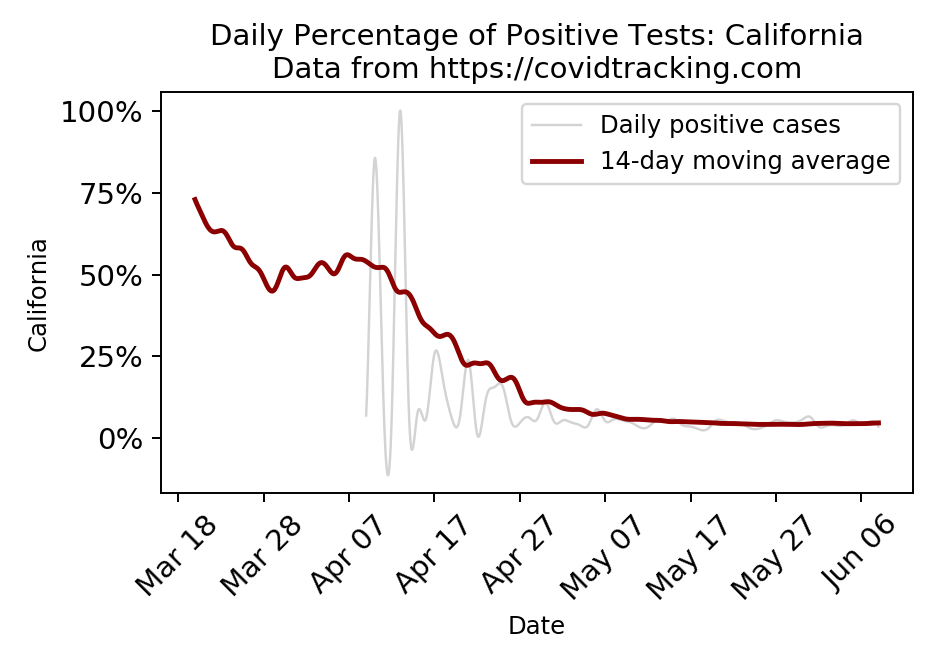 Daily Percentage of Positive Tests: California
Data from https://covidtracking.com
Daily positive cases
14-day moving average
100%
75%
50%
25%
0%
California
Mar 18
Mar 28
Apr 07
Apr 17
Apr 27
May 07
May 17
May 27
Jun 06
Date